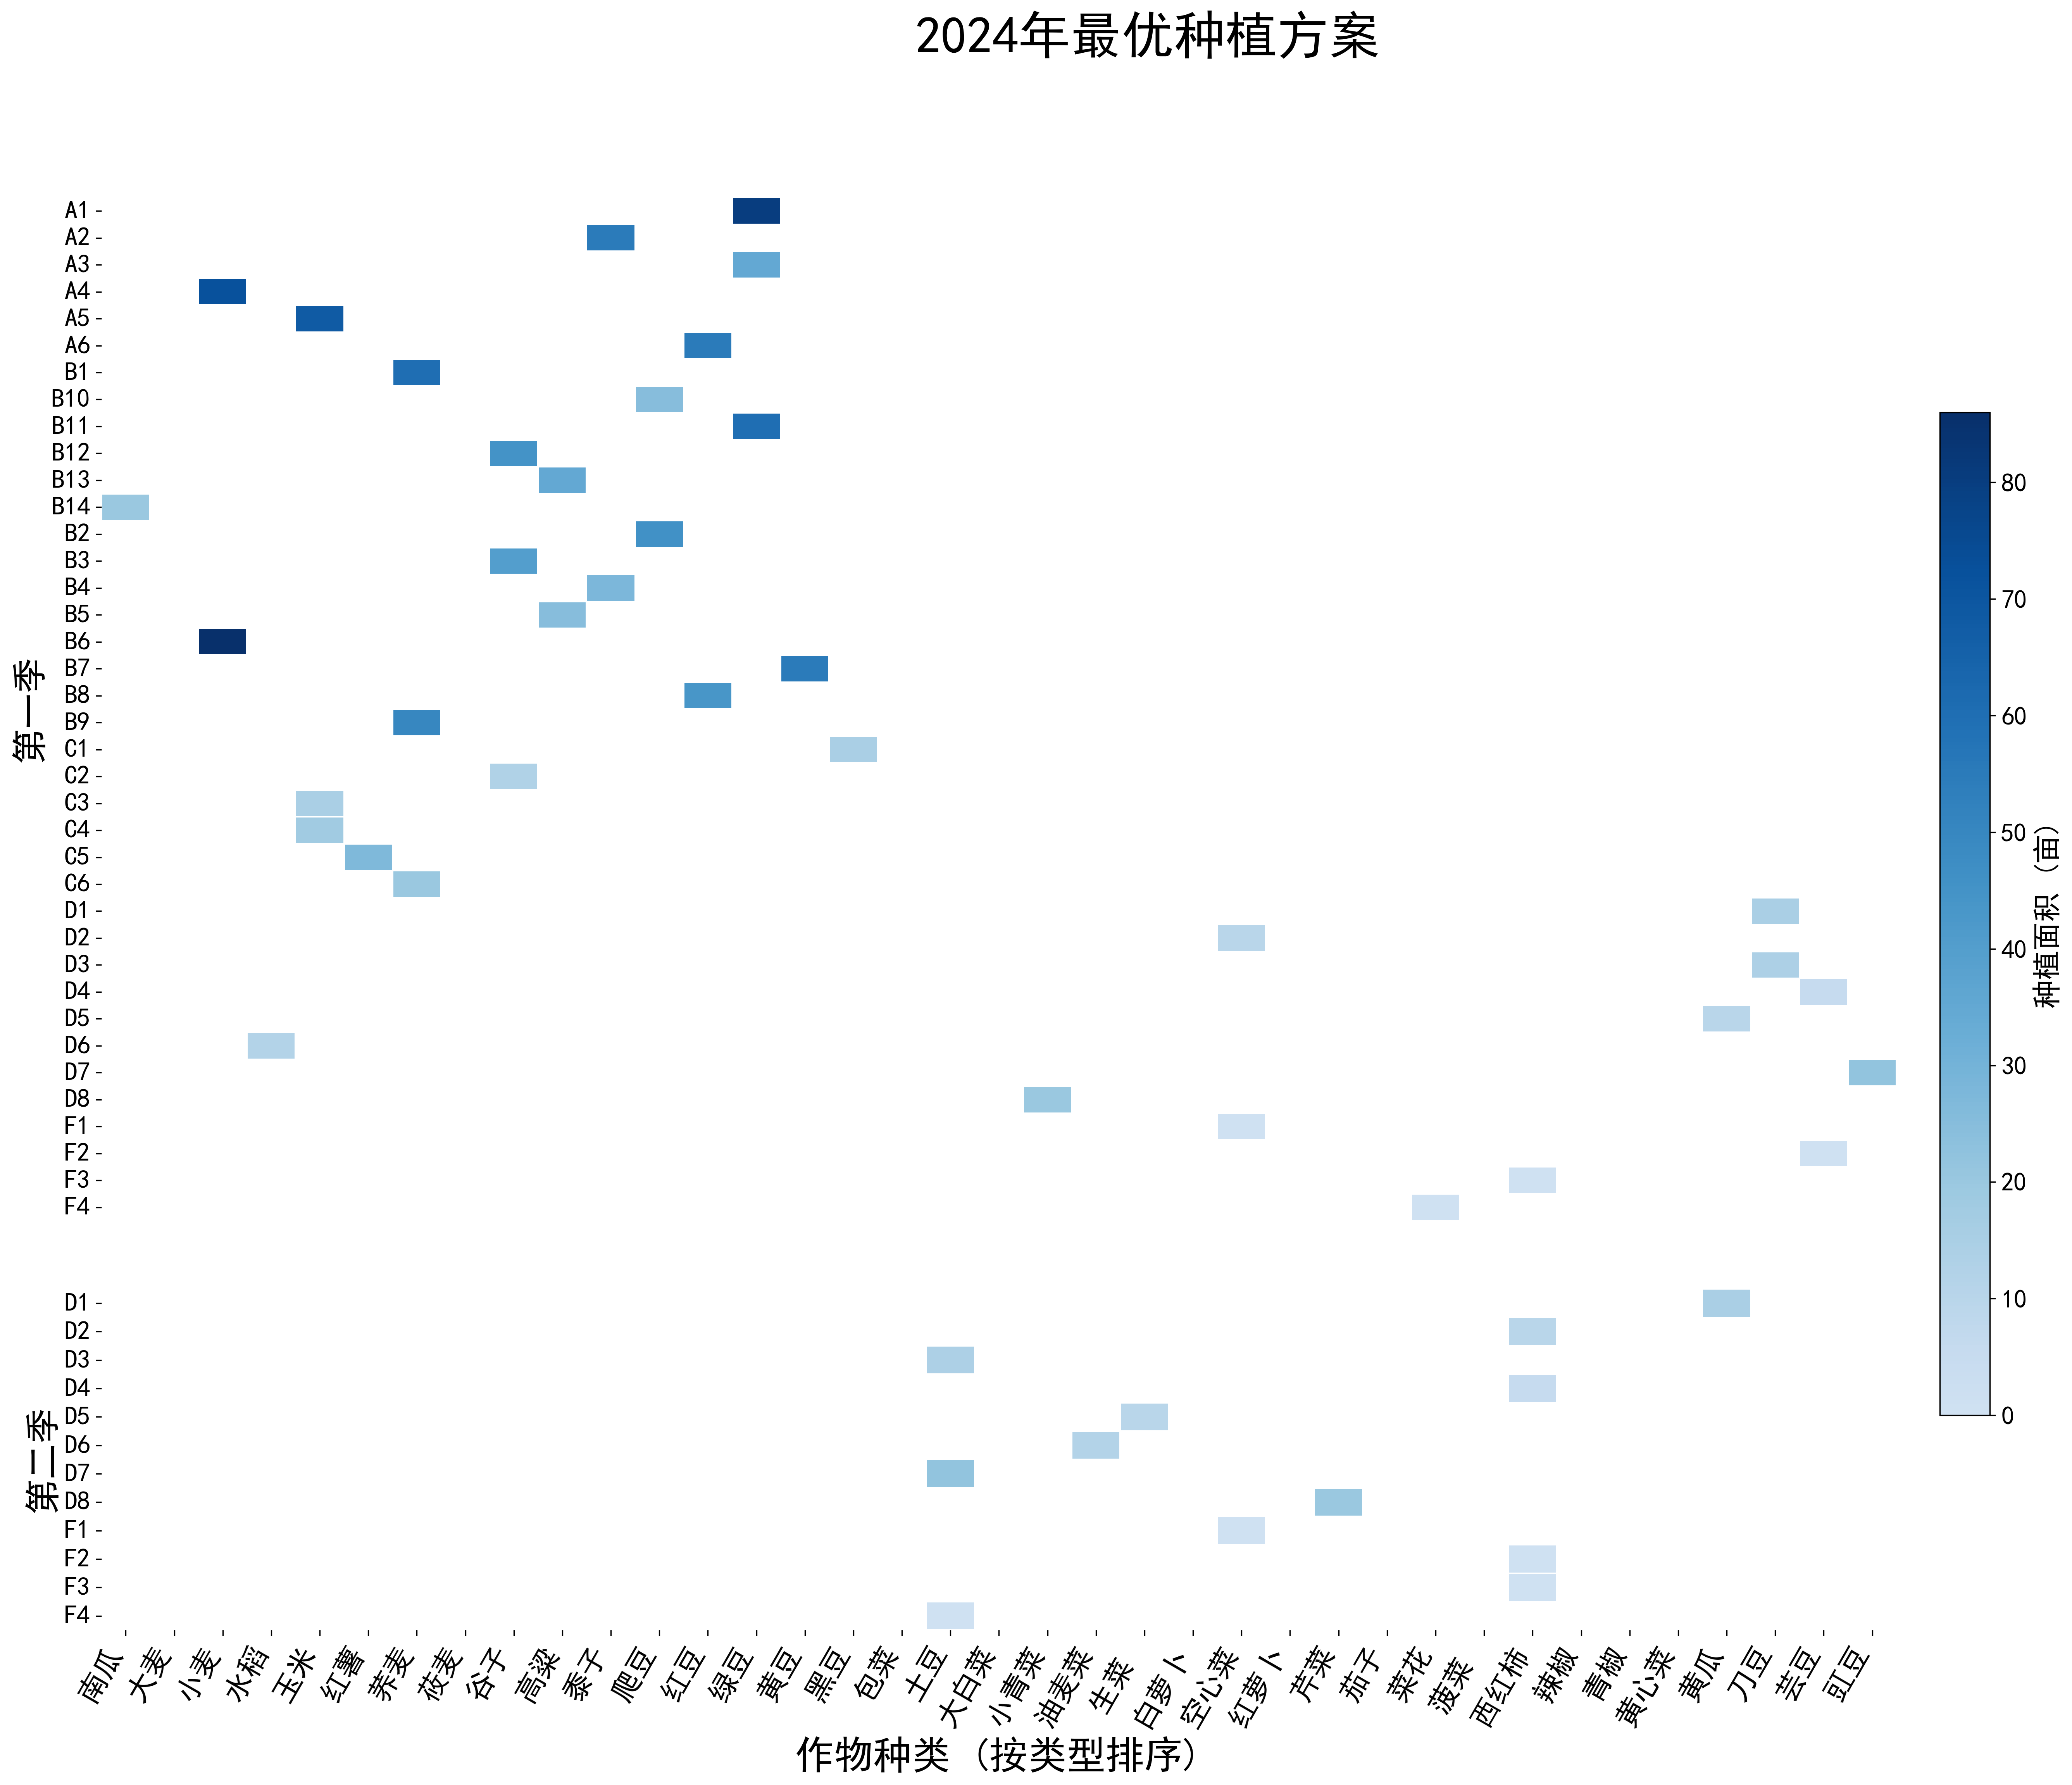 2024年最优种植方案
第一季
A1
A2
A3
A4
A5
A6
B1
B10
B11
B12
B13
B14
B2
B3
B4
B5
B6
B7
B8
B9
C1
C2
C3
C4
C5
C6
D1
D2
D3
D4
D5
D6
D7
D8
F1
F2
F3
F4
第二季
D1
D2
D3
D4
D5
D6
D7
D8
F1
F2
F3
F4
南瓜
大麦
小麦
水稻
玉米
红薯
荞麦
莜麦
谷子
高粱
黍子
爬豆
红豆
绿豆
黄豆
黑豆
包菜
土豆
大白菜
小青菜
油麦菜
生菜
白萝卜
空心菜
红萝卜
芹菜
茄子
菜花
菠菜
西红柿
辣椒
青椒
黄心菜
黄瓜
刀豆
芸豆
豇豆
作物种类 (按类型排序)
80
70
60
50
40
30
20
10
0
种植面积 (亩)